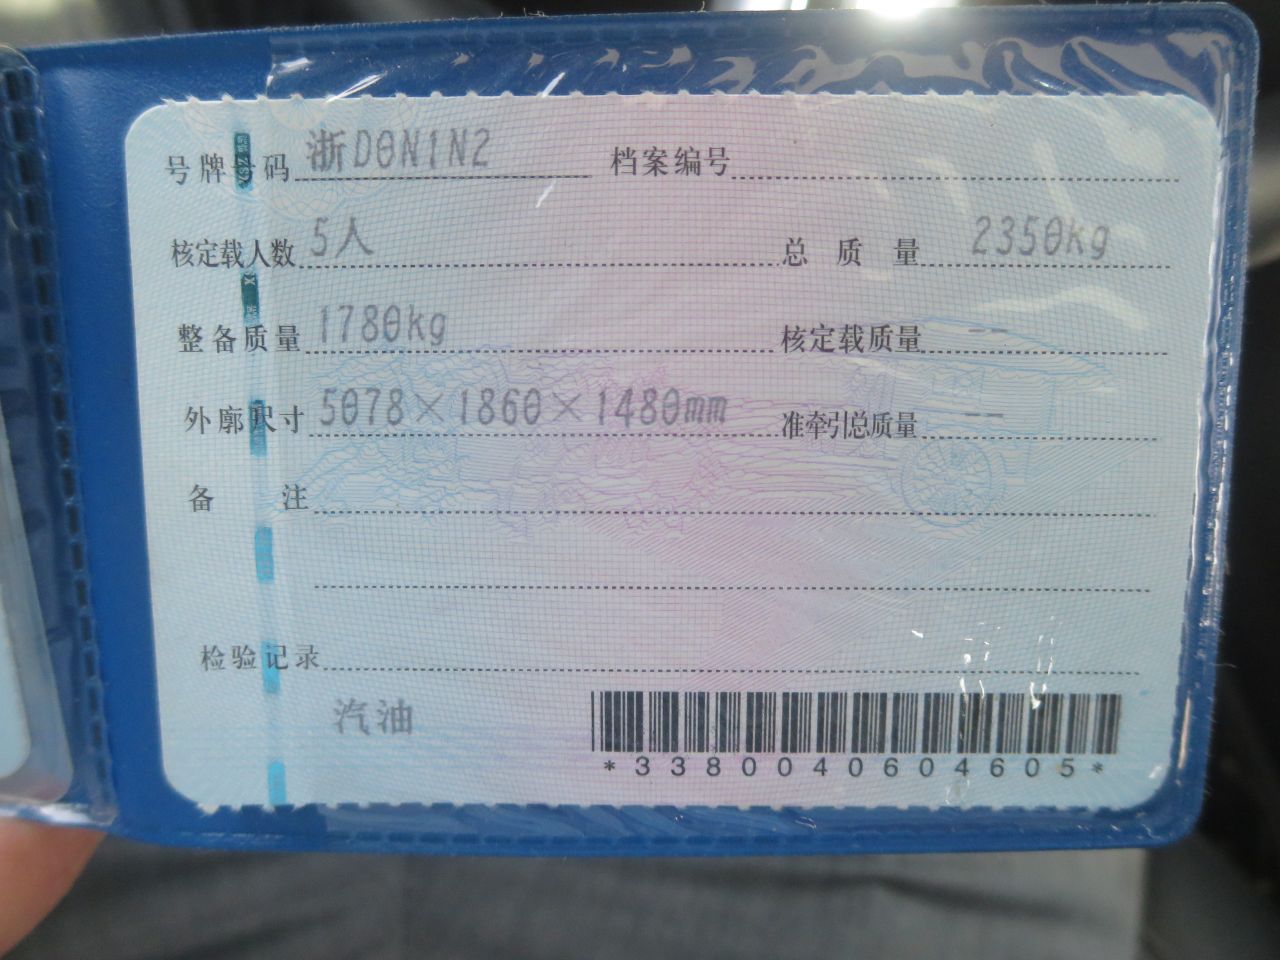 号牌号码 浙D0N1N2 档案编号
核定载人数 5人 总质量 2350kg
整备质量 1780kg 核定载质量 --
外廓尺寸 5078×1860×1480mm 准牵引总质量 --
备注
检验记录
汽油
*3380040604605*